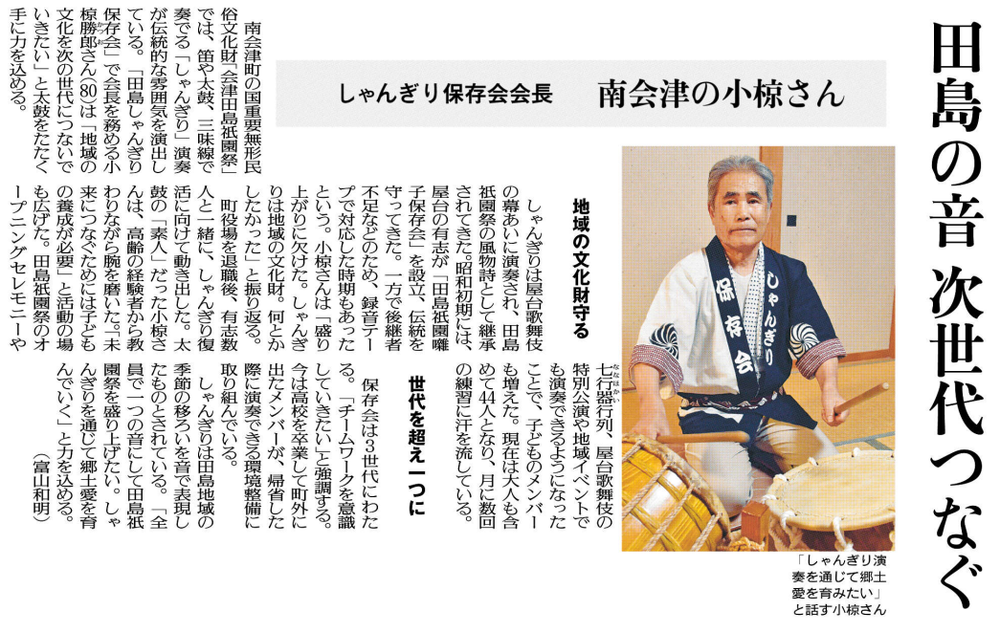 田島の音 次世代つなぐ
しゃんぎり保存会会長 南会津の小椋さん
南会津町の国重要無形民
俗文化財「会津田島祇園祭」
では、笛や太鼓、三味線で
奏でる「しゃんぎり」演奏
が伝統的な雰囲気を演出し
ている。「田島しゃんぎり
保存会」で会長を務める小
椋勝郎さん(80)は「地域の
かつお
文化を次の世代につないで
いきたい」と太鼓をたたく
手に力を込める。
地域の文化財守る
しゃんぎりは屋台歌舞伎
の幕あいに演奏され、田島
祇園祭の風物詩として継承
されてきた。昭和初期には、
屋台の有志が「田島祇園囃
子保存会」を設立、伝統を
守ってきた。一方で後継者
不足などのため、録音テー
プで対応した時期もあった
という。小椋さんは「盛り
上がりに欠けた。しゃんぎ
りは地域の文化財。何とか
したかった」と振り返る。
町役場を退職後、有志数
人と一緒に、しゃんぎり復
活に向けて動き出した。太
鼓の「素人」だった小椋さ
んは、高齢の経験者から教
わりながら腕を磨いた。「未
来につなぐためには子ども
の養成が必要」と活動の場
も広げた。田島祇園祭のオ
ープニングセレモニーや
七行器行列、屋台歌舞伎の
ななほかい
特別公演や地域イベントで
も演奏できるようになった
ことで、子どものメンバー
も増えた。現在は大人も含
めて44人となり、月に数回
の練習に汗を流している。
世代を超え一つに
保存会は3世代にわた
る。「チームワークを意識
していきたい」と強調する。
今は高校を卒業して町外に
出たメンバーが、帰省した
際に演奏できる環境整備に
取り組んでいる。
しゃんぎりは田島地域の
季節の移ろいを音で表現し
たものとされている。「全
員で一つの音にして田島祇
園祭を盛り上げたい。しゃ
んぎりを通じて郷土愛を育
んでいく」と力を込める。
(富山和明)
しゃんぎり
保存会
「しゃんぎり演
奏を通じて郷土
愛を育みたい」
と話す小椋さん